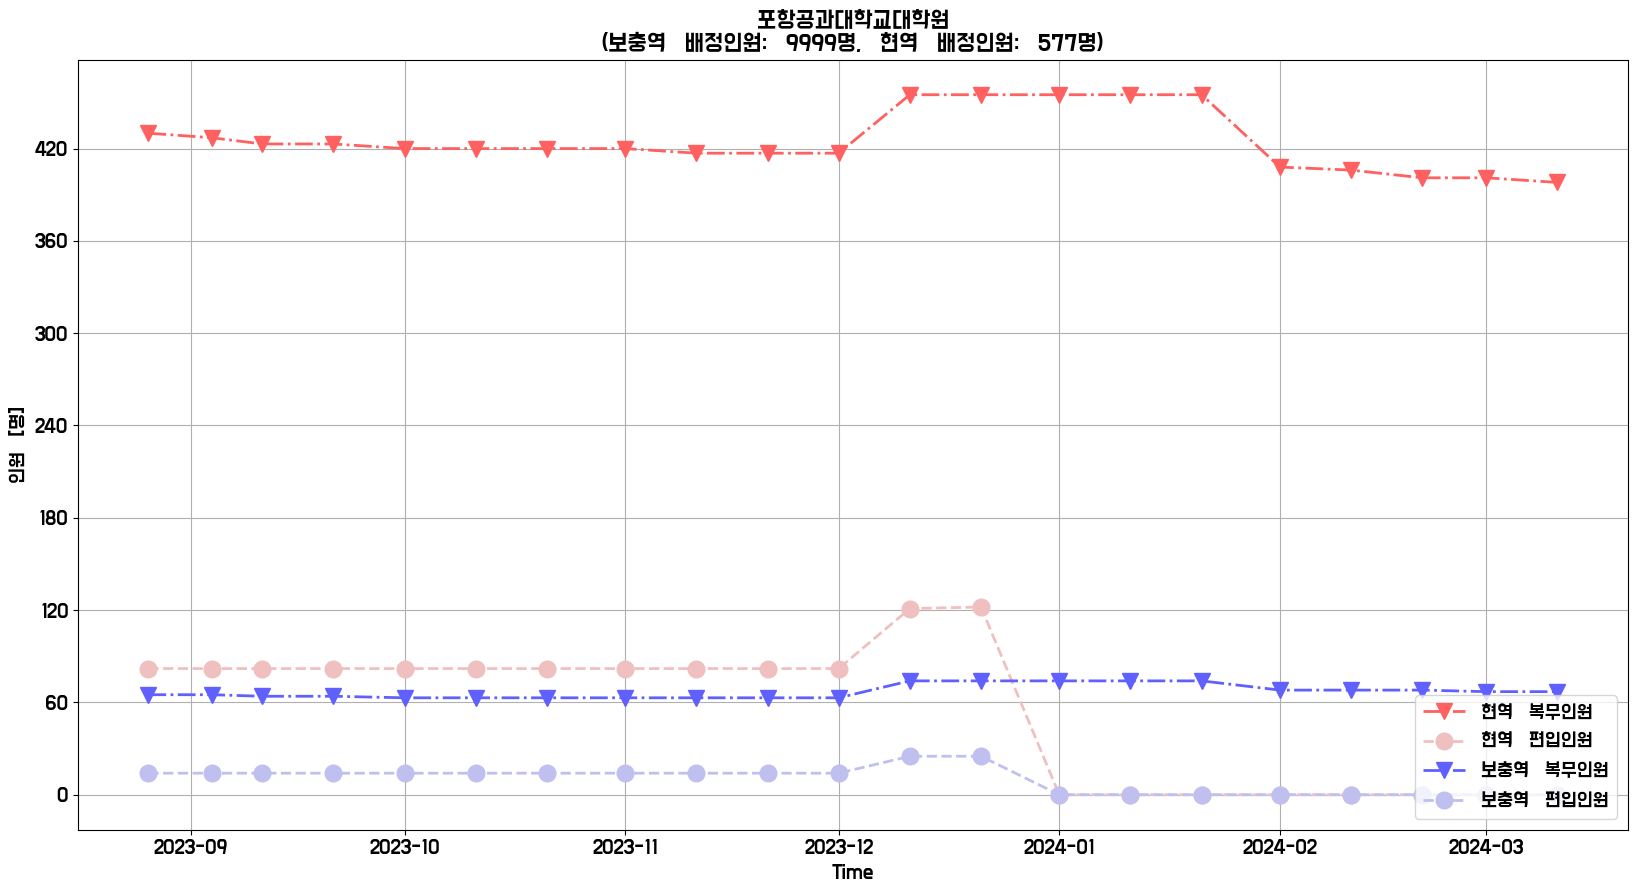 포항공과대학교대학원
(보충역 배정인원: 9999명, 현역 배정인원: 577명)
420
360
300
240
180
120
60
0
인원 [명]
2023-09
2023-10
2023-11
2023-12
2024-01
2024-02
2024-03
Time
현역 복무인원
현역 편입인원
보충역 복무인원
보충역 편입인원